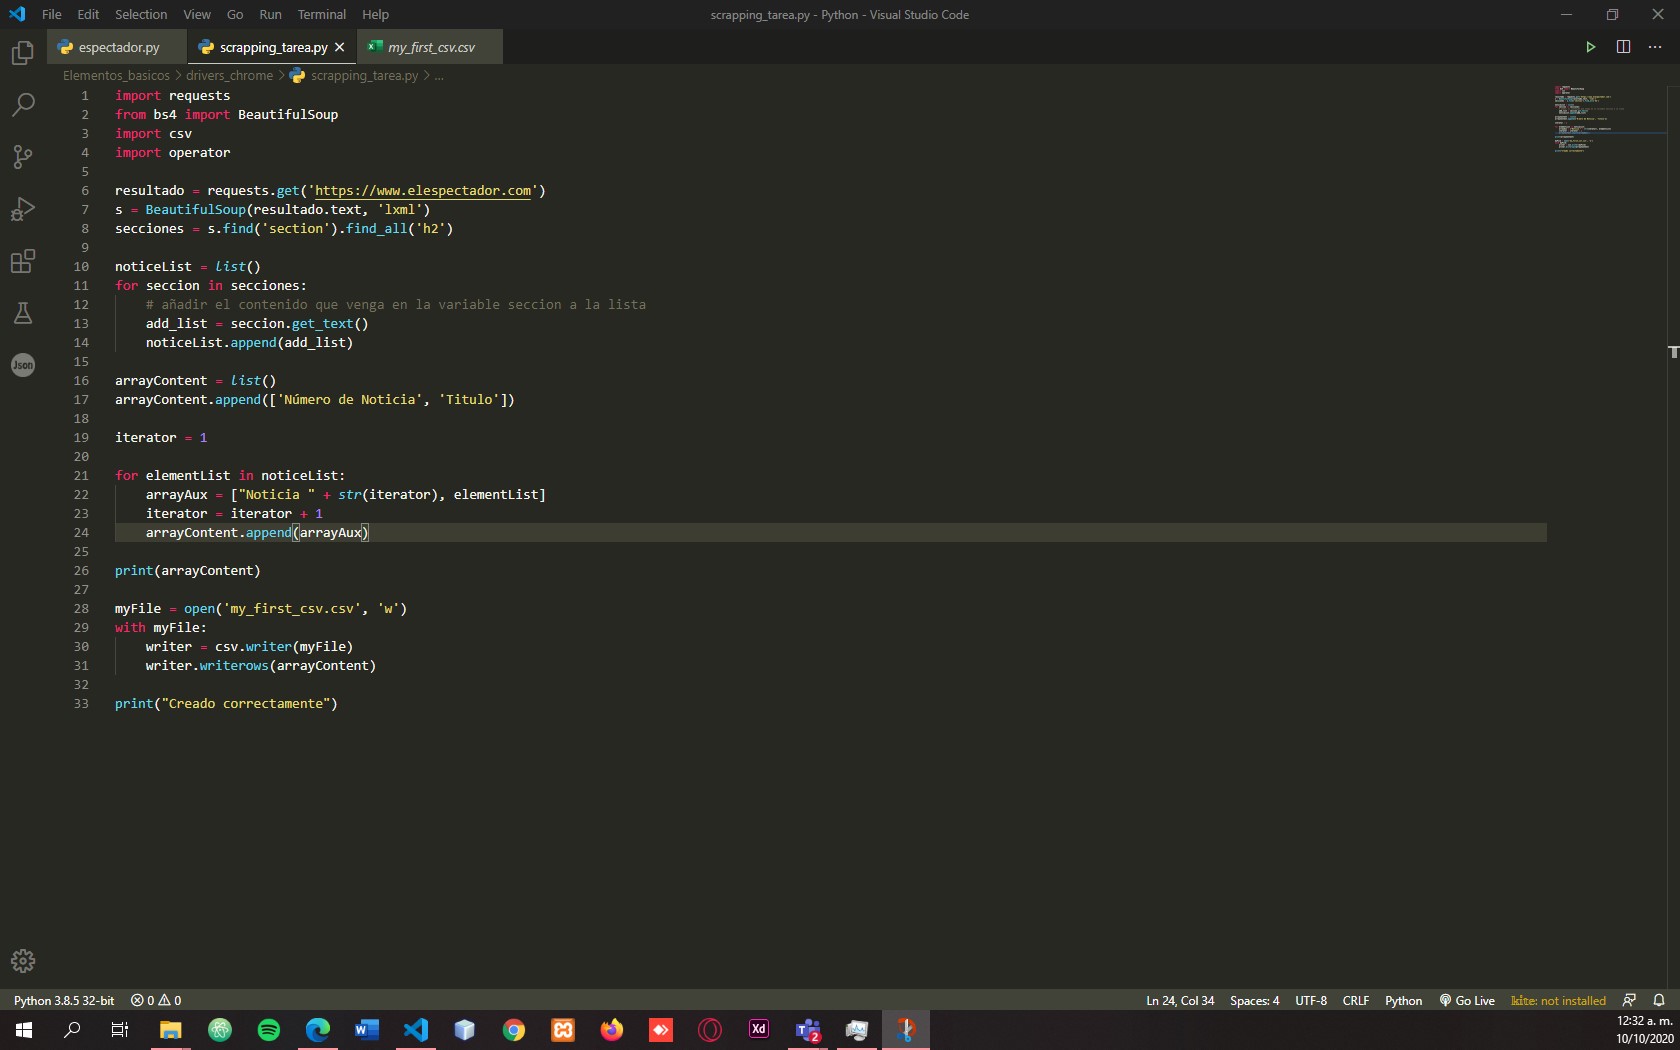 File Edit Selection View Go Run Terminal Help
scrapping_tarea.py - Python - Visual Studio Code
espectador.py
scrapping_tarea.py
my_first_csv.csv
Elementos_basicos > drivers_chrome > scrapping_tarea.py > ...
1 import requests
2 from bs4 import BeautifulSoup
3 import csv
4 import operator
5
6 resultado = requests.get('https://www.elespectador.com')
7 s = BeautifulSoup(resultado.text, 'lxml')
8 secciones = s.find('section').find_all('h2')
9
10 noticeList = list()
11 for seccion in secciones:
12 # añadir el contenido que venga en la variable seccion a la lista
13 add_list = seccion.get_text()
14 noticeList.append(add_list)
15
16 arrayContent = list()
17 arrayContent.append(['Número de Noticia', 'Titulo'])
18
19 iterator = 1
20
21 for elementList in noticeList:
22 arrayAux = ["Noticia " + str(iterator), elementList]
23 iterator = iterator + 1
24 arrayContent.append(arrayAux)
25
26 print(arrayContent)
27
28 myFile = open('my_first_csv.csv', 'w')
29 with myFile:
30 writer = csv.writer(myFile)
31 writer.writerows(arrayContent)
32
33 print("Creado correctamente")
Json
Python 3.8.5 32-bit 0 0
Ln 24, Col 34 Spaces: 4 UTF-8 CRLF Python Go Live kite: not installed
Xd
2
12:32 a. m.
10/10/2020